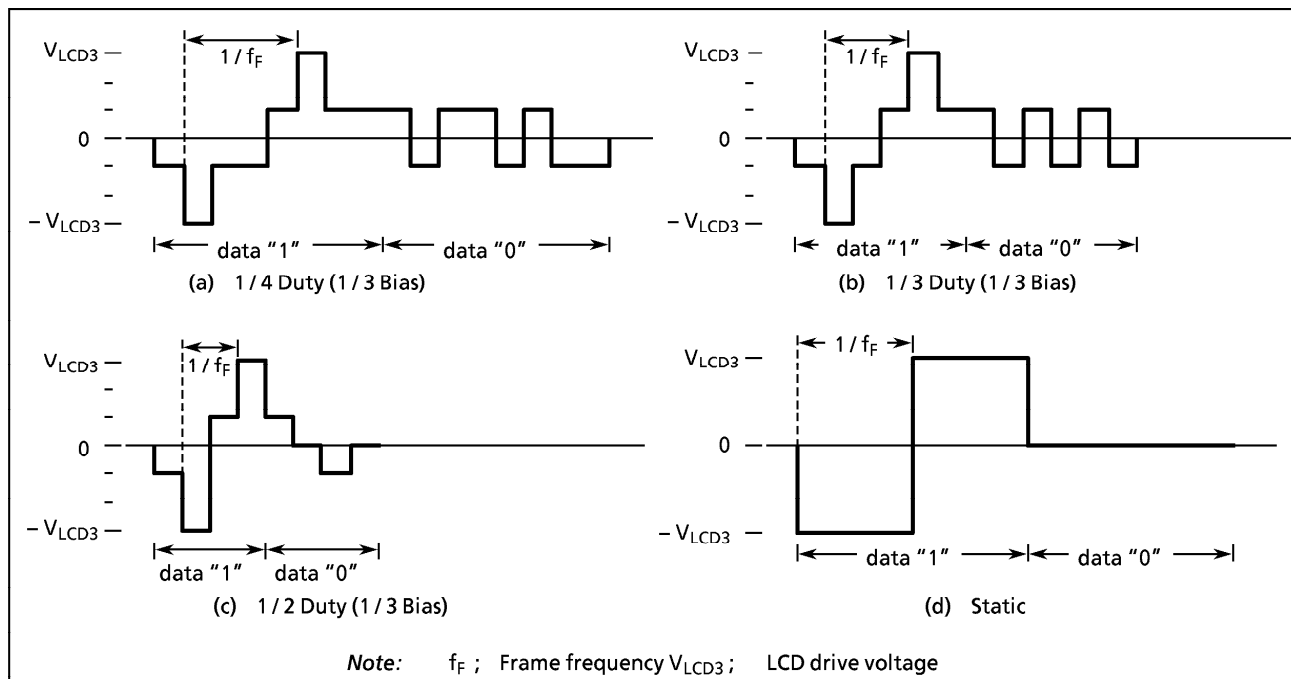 V_LCD3
1 / f_F
0
– V_LCD3
data “1”
data “0”
(a) 1 / 4 Duty (1 / 3 Bias)
V_LCD3
1 / f_F
0
– V_LCD3
data “1”
data “0”
(b) 1 / 3 Duty (1 / 3 Bias)
V_LCD3
1 / f_F
0
– V_LCD3
data “1”
data “0”
(c) 1 / 2 Duty (1 / 3 Bias)
V_LCD3
1 / f_F
0
– V_LCD3
data “1”
data “0”
(d) Static
Note: f_F ; Frame frequency V_LCD3 ; LCD drive voltage